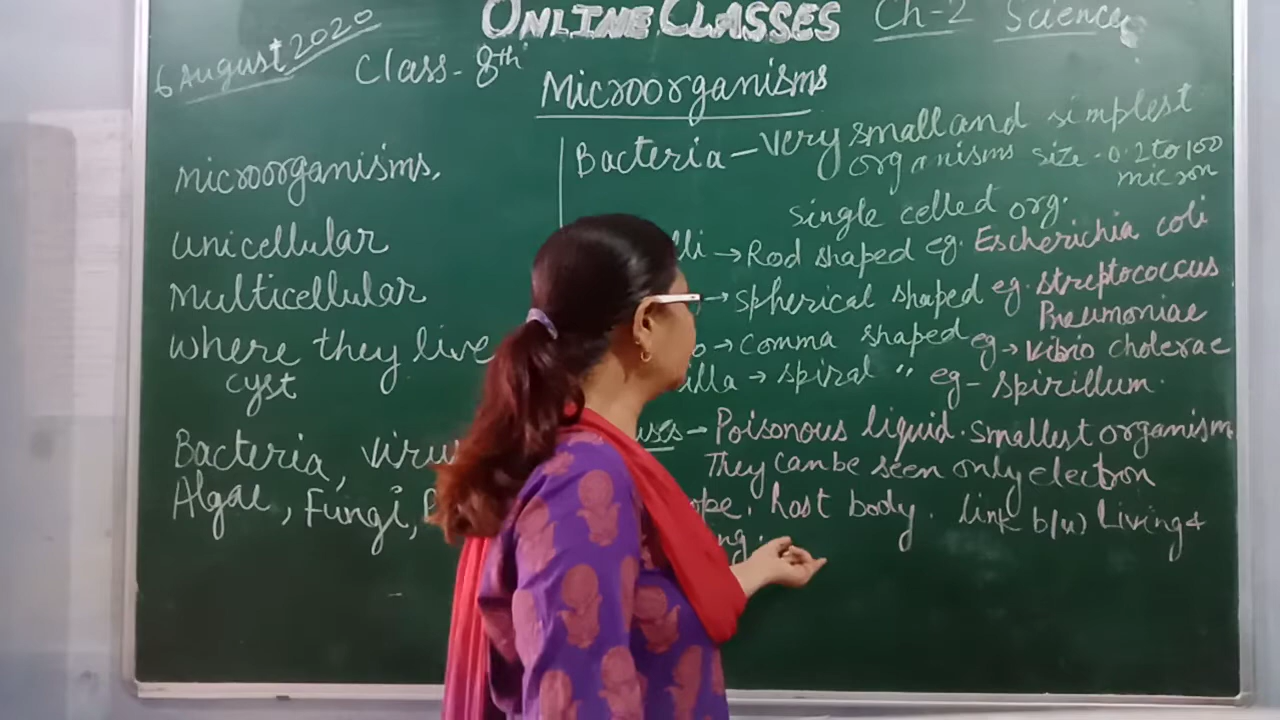 ONLINE CLASSES Ch-2 Science
6 August 2020
Class- 8th
Microorganisms
Microorganisms,
unicellular
Multicellular
where they live
cyst
Bacteria, viru
Algae, Fungi,
Bacteria - very small and simplest
organisms size - 0.2 to 100
micron
single celled org.
lli → Rod shaped eg. Escherichia coli
→ spherical shaped eg. Streptococcus
Pneumoniae
o → comma shaped eg → Vibio cholerae
illa → spiral " eg - spirillum.
uses - Poisonous liquid. smallest organism.
They can be seen only electron
ope, host body. link b/w Living +
ng.